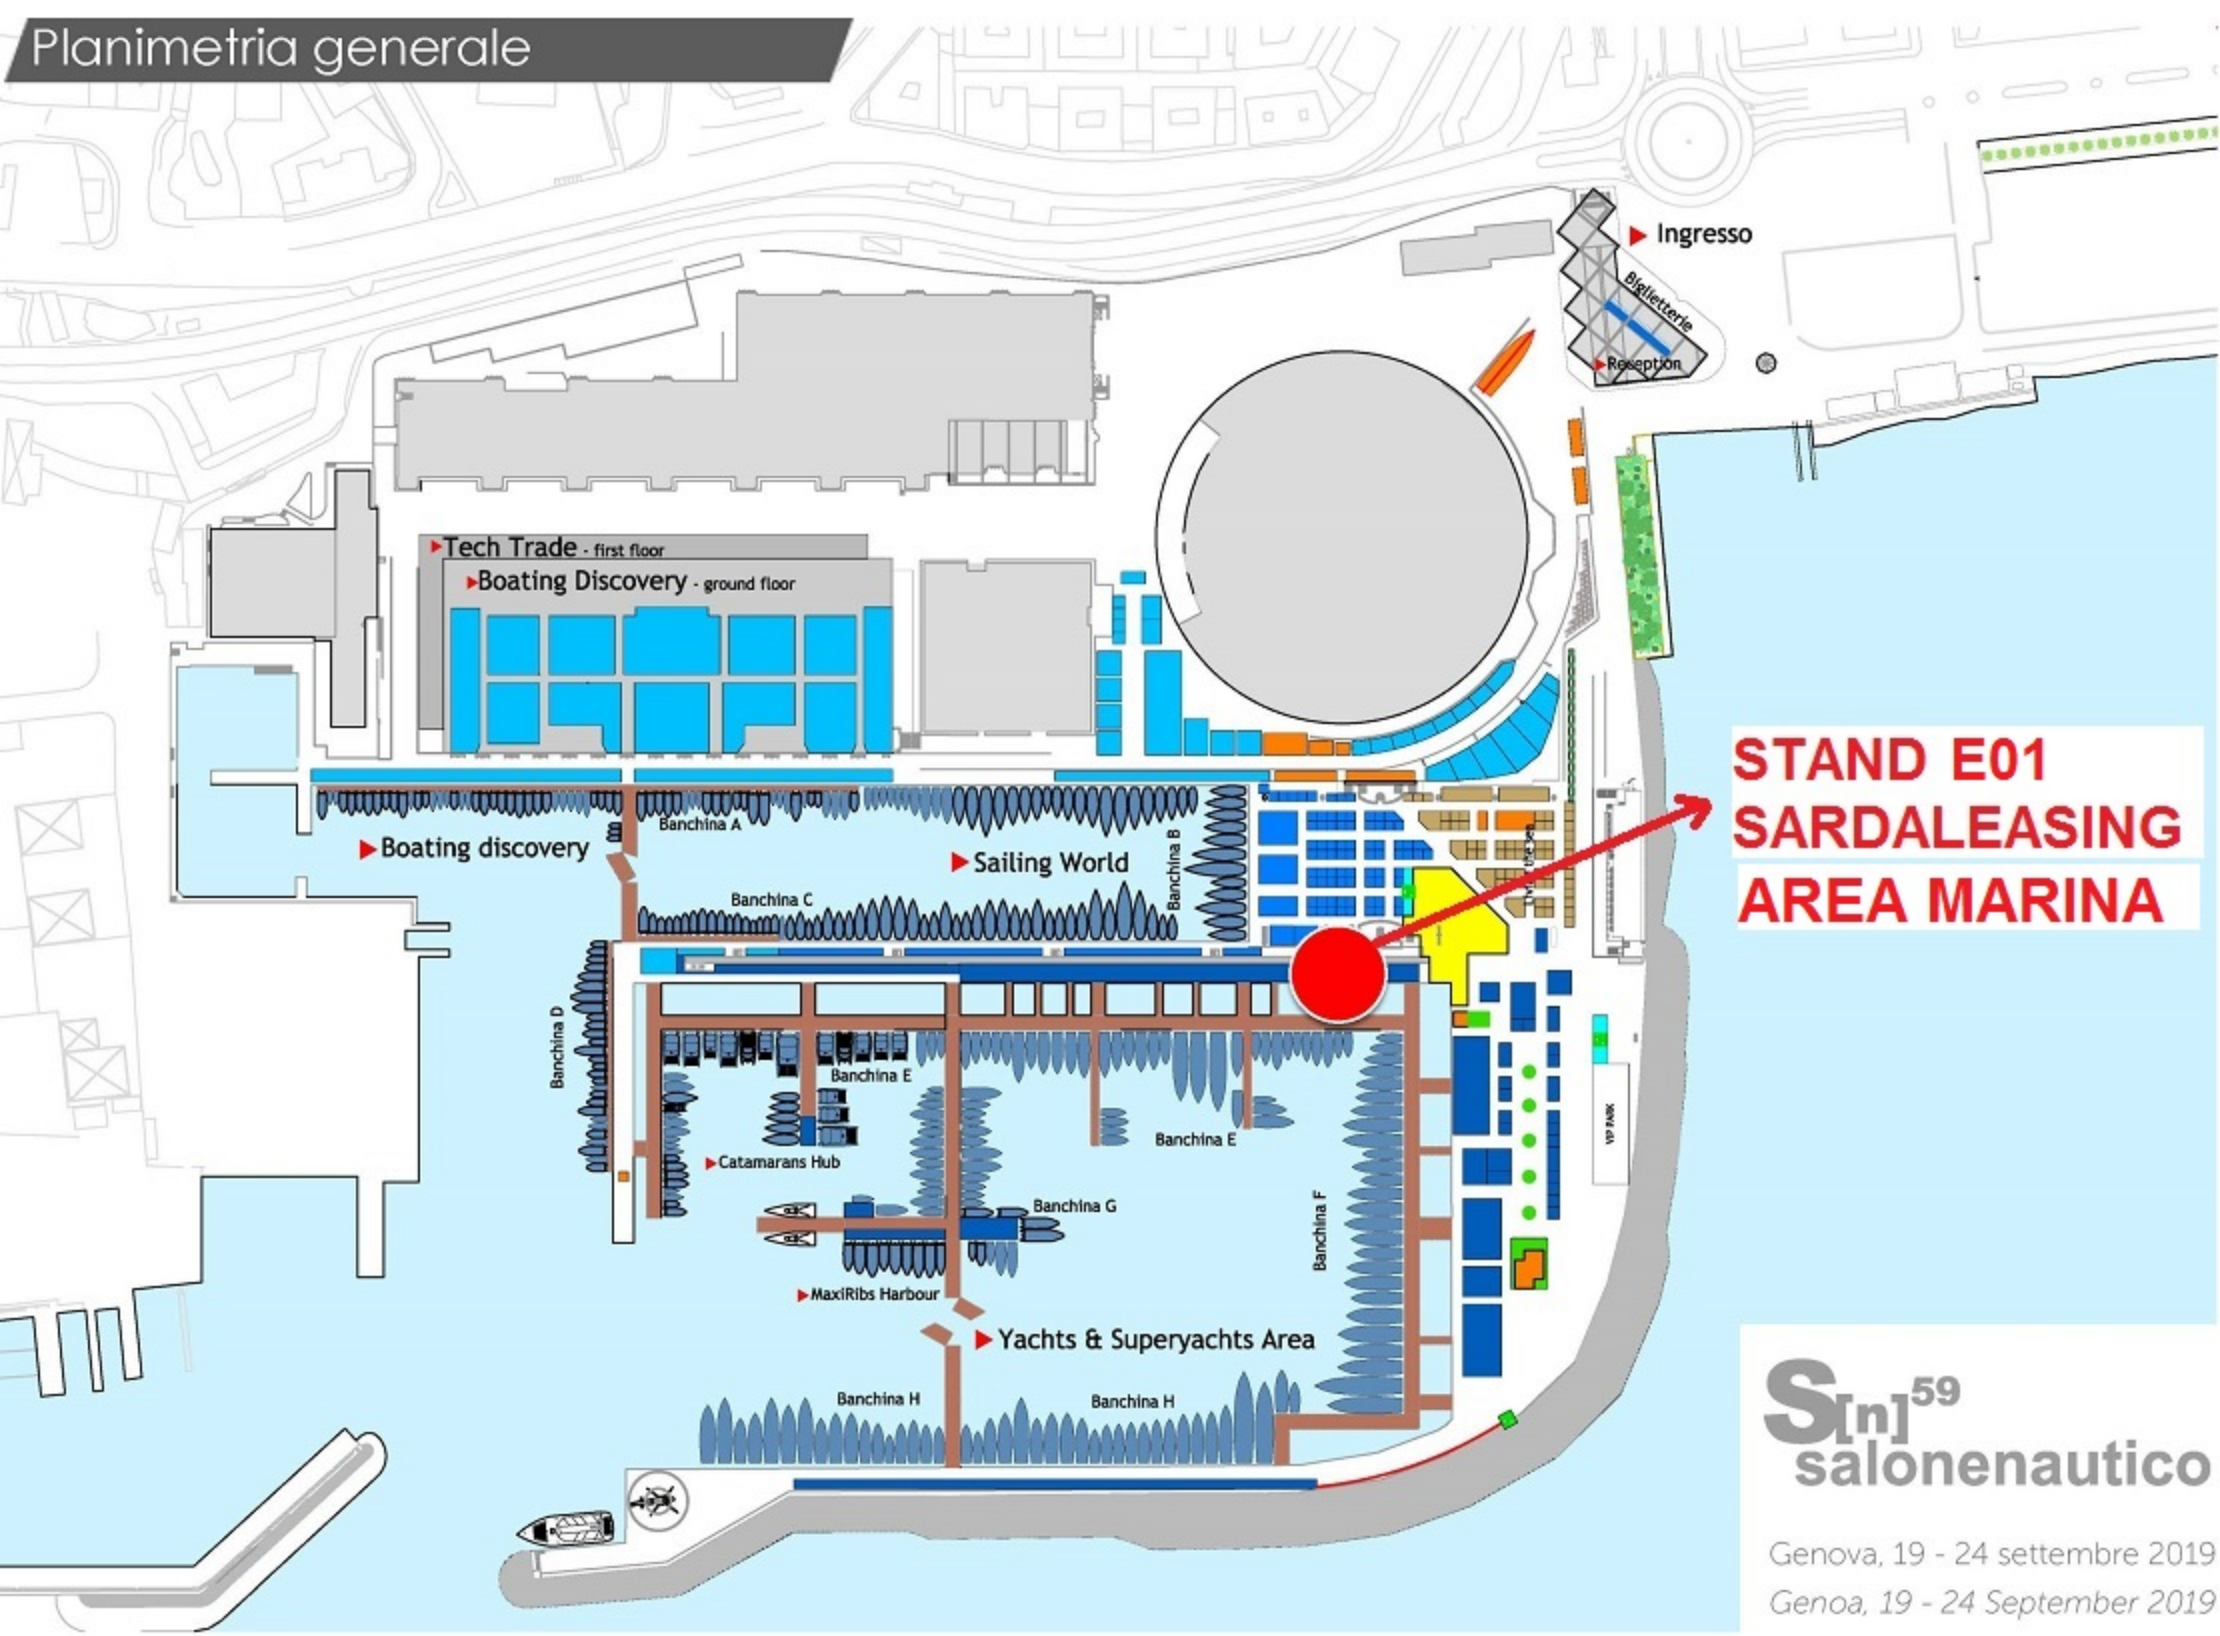 Planimetria generale
Ingresso
Biglietterie
Reception
Tech Trade - first floor
Boating Discovery - ground floor
STAND E01
SARDALEASING
AREA MARINA
Banchina A
Boating discovery
Sailing World
Banchina B
Banchina C
Banchina D
Banchina E
Banchina E
VIP PARK
Catamarans Hub
Banchina G
Banchina F
MaxiRibs Harbour
Yachts & Superyachts Area
Banchina H
Banchina H
S[n]59
salonenautico
Genova, 19 - 24 settembre 2019
Genoa, 19 - 24 September 2019